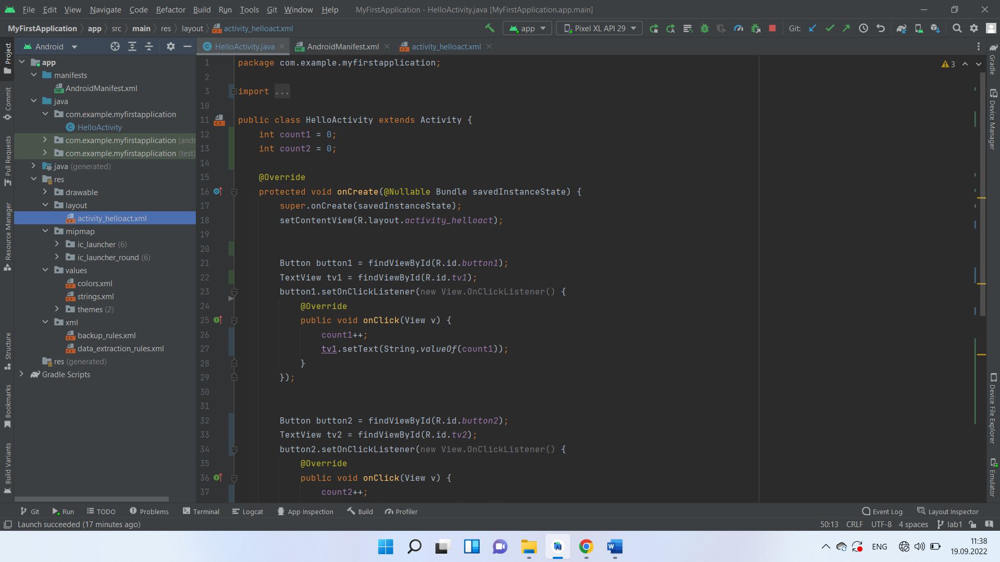 File Edit View Navigate Code Refactor Build Run Tools Git Window Help MyFirstApplication - HelloActivity.java [MyFirstApplication.app.main]
MyFirstApplication app src main res layout activity_helloact.xml app Pixel XL API 29 Git:
Android HelloActivity.java AndroidManifest.xml activity_helloact.xml
Project
Commit
Pull Requests
Resource Manager
Structure
Bookmarks
Build Variants
app
manifests
AndroidManifest.xml
java
com.example.myfirstapplication
HelloActivity
com.example.myfirstapplication (andr
com.example.myfirstapplication (test)
java (generated)
res
drawable
layout
activity_helloact.xml
mipmap
ic_launcher (6)
ic_launcher_round (6)
values
colors.xml
strings.xml
themes (2)
xml
backup_rules.xml
data_extraction_rules.xml
res (generated)
Gradle Scripts
1 package com.example.myfirstapplication;
2
3 import ...
10
11 public class HelloActivity extends Activity {
12 int count1 = 0;
13 int count2 = 0;
14
15 @Override
16 protected void onCreate(@Nullable Bundle savedInstanceState) {
17 super.onCreate(savedInstanceState);
18 setContentView(R.layout.activity_helloact);
19
20
21 Button button1 = findViewById(R.id.button1);
22 TextView tv1 = findViewById(R.id.tv1);
23 button1.setOnClickListener(new View.OnClickListener() {
24 @Override
25 public void onClick(View v) {
26 count1++;
27 tv1.setText(String.valueOf(count1));
28 }
29 });
30
31
32 Button button2 = findViewById(R.id.button2);
33 TextView tv2 = findViewById(R.id.tv2);
34 button2.setOnClickListener(new View.OnClickListener() {
35 @Override
36 public void onClick(View v) {
37 count2++;
3
Gradle
Device Manager
Device File Explorer
Emulator
Git Run TODO Problems Terminal Logcat App Inspection Build Profiler Event Log Layout Inspector
Launch succeeded (17 minutes ago) 50:13 CRLF UTF-8 4 spaces lab1
ENG 11:38
19.09.2022